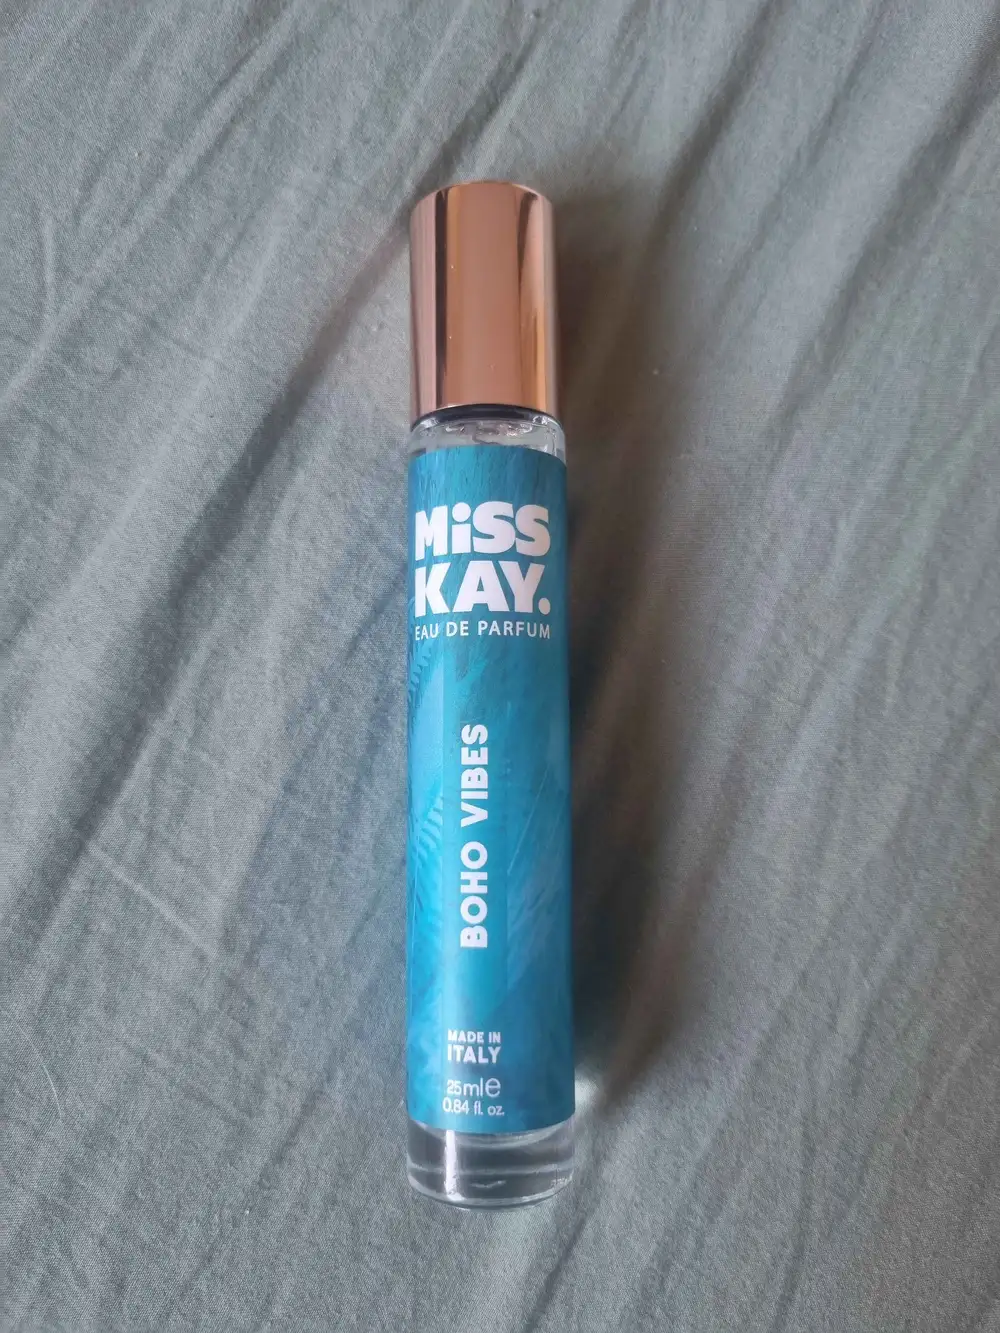 MiSS
KAY.
EAU DE PARFUM
BOHO VIBES
MADE IN
ITALY
25ml℮
0.84 fl. oz.